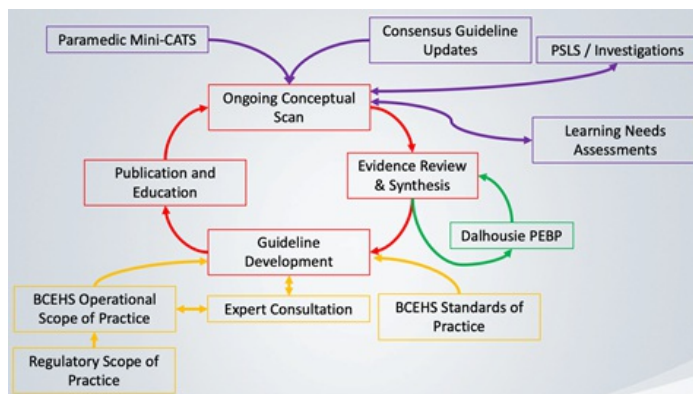 Paramedic Mini-CATS
Consensus Guideline
Updates
PSLS / Investigations
Ongoing Conceptual
Scan
Learning Needs
Assessments
Publication and
Education
Evidence Review
& Synthesis
Dalhousie PEBP
Guideline
Development
BCEHS Operational
Scope of Practice
Expert Consultation
BCEHS Standards of
Practice
Regulatory Scope of
Practice